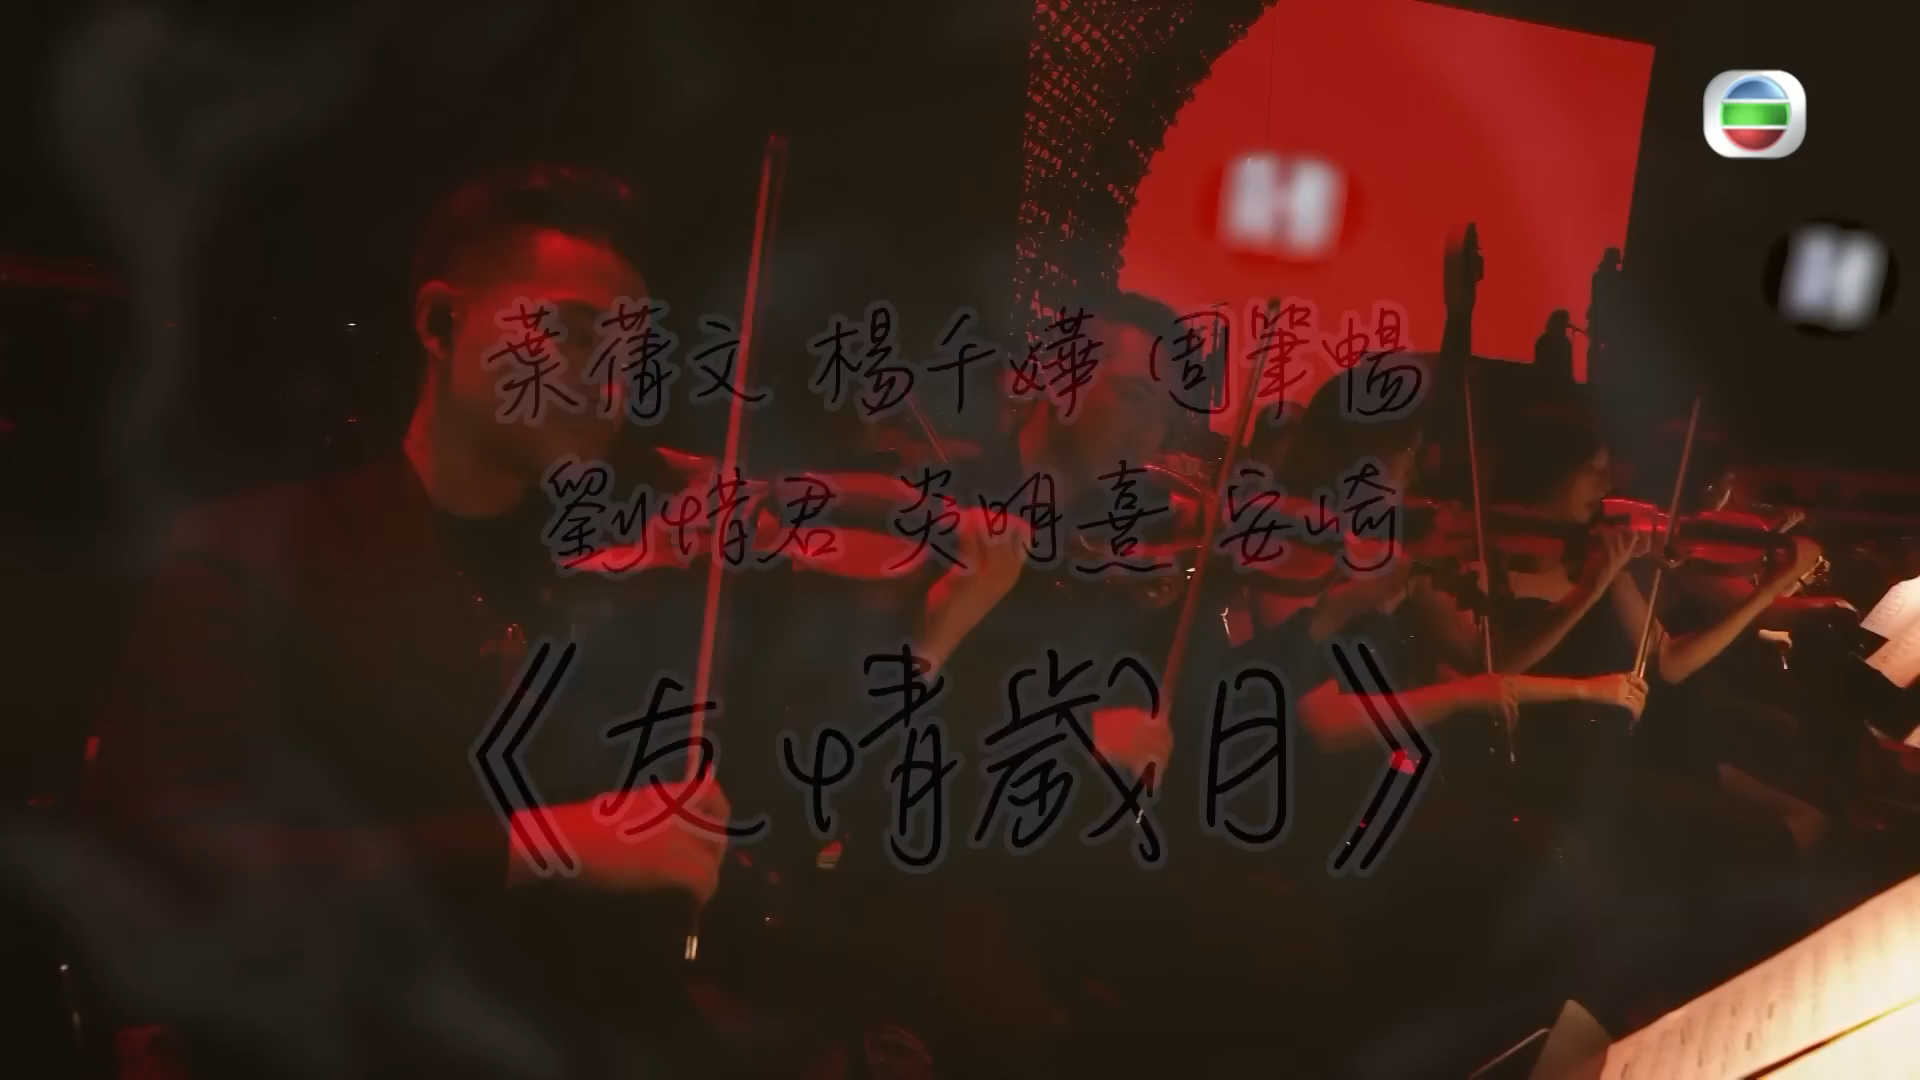 葉蒨文 楊千嬅 周筆暢
劉惜君 炎明熹 安崎
《友情歲月》